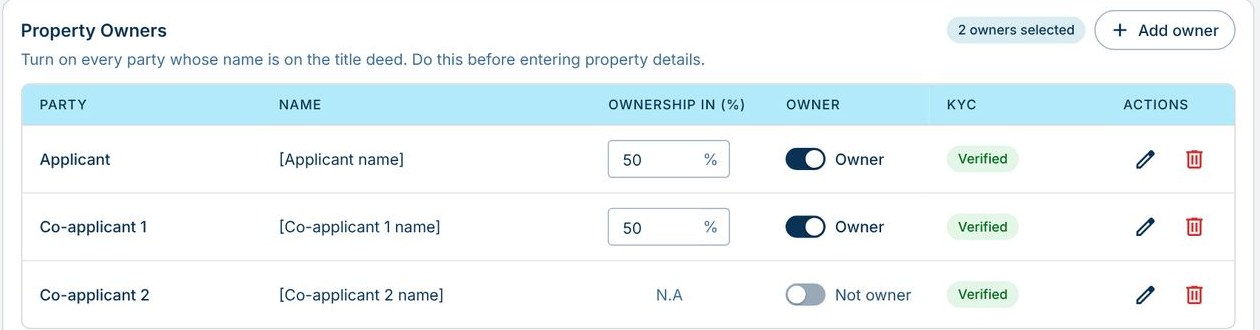 Property Owners
2 owners selected
+ Add owner
Turn on every party whose name is on the title deed. Do this before entering property details.
PARTY NAME OWNERSHIP IN (%) OWNER KYC ACTIONS
Applicant [Applicant name] 50 % Owner Verified
Co-applicant 1 [Co-applicant 1 name] 50 % Owner Verified
Co-applicant 2 [Co-applicant 2 name] N.A Not owner Verified